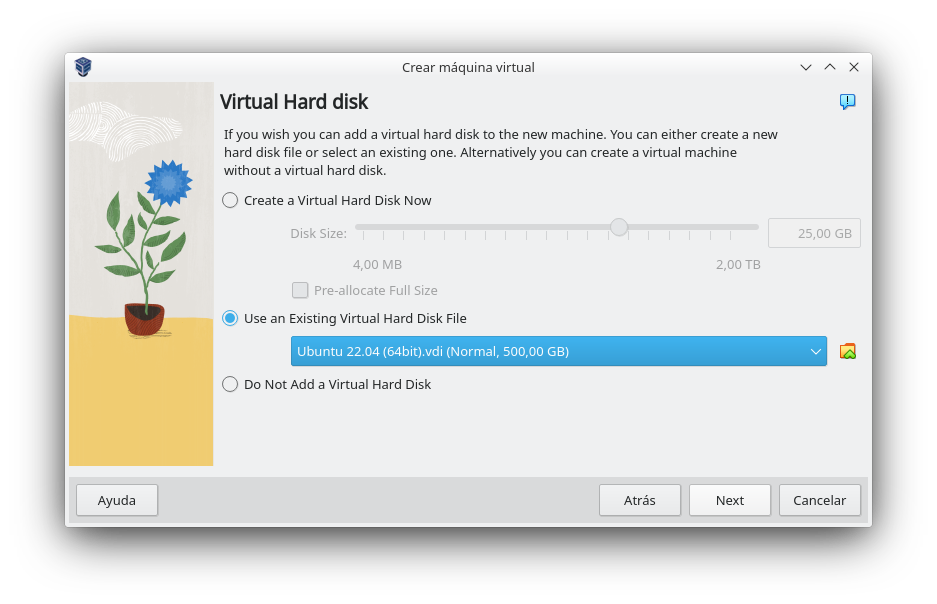 Crear máquina virtual
Virtual Hard disk
If you wish you can add a virtual hard disk to the new machine. You can either create a new
hard disk file or select an existing one. Alternatively you can create a virtual machine
without a virtual hard disk.
Create a Virtual Hard Disk Now
Disk Size:
25,00 GB
4,00 MB
2,00 TB
Pre-allocate Full Size
Use an Existing Virtual Hard Disk File
Ubuntu 22.04 (64bit).vdi (Normal, 500,00 GB)
Do Not Add a Virtual Hard Disk
Ayuda
Atrás
Next
Cancelar